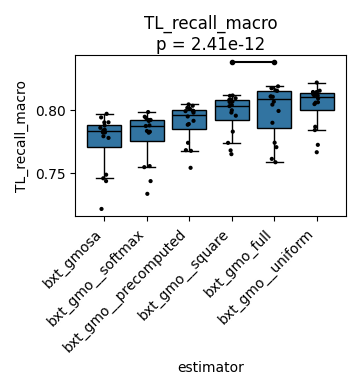 TL_recall_macro
p = 2.41e-12
TL_recall_macro
0.80
0.75
bxt_gmosa
bxt_gmo__softmax
bxt_gmo__precomputed
bxt_gmo__square
bxt_gmo_full
bxt_gmo__uniform
estimator